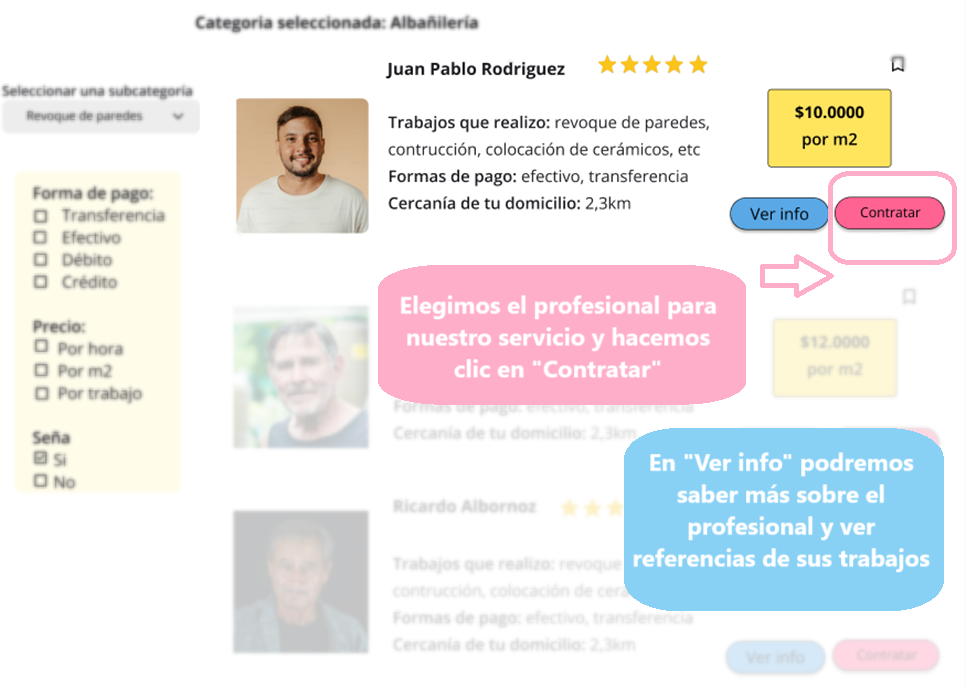 Categoria seleccionada: Albañilería
Seleccionar una subcategoría
Revoque de paredes
Forma de pago:
Transferencia
Efectivo
Débito
Crédito
Precio:
Por hora
Por m2
Por trabajo
Seña
Si
No
Juan Pablo Rodriguez
Trabajos que realizo: revoque de paredes,
contrucción, colocación de cerámicos, etc
Formas de pago: efectivo, transferencia
Cercanía de tu domicilio: 2,3km
$10.0000
por m2
Ver info
Contratar
Elegimos el profesional para
nuestro servicio y hacemos
clic en "Contratar"
$12.0000
por m2
Formas de pago: efectivo, transferencia
Cercanía de tu domicilio: 2,3km
En "Ver info" podremos
saber más sobre el
profesional y ver
referencias de sus trabajos
Ricardo Albornoz
Trabajos que realizo: revoque
contrucción, colocación de
Formas de pago: efectivo, transferencia
Cercanía de tu domicilio: 2,3km
Ver info
Contratar